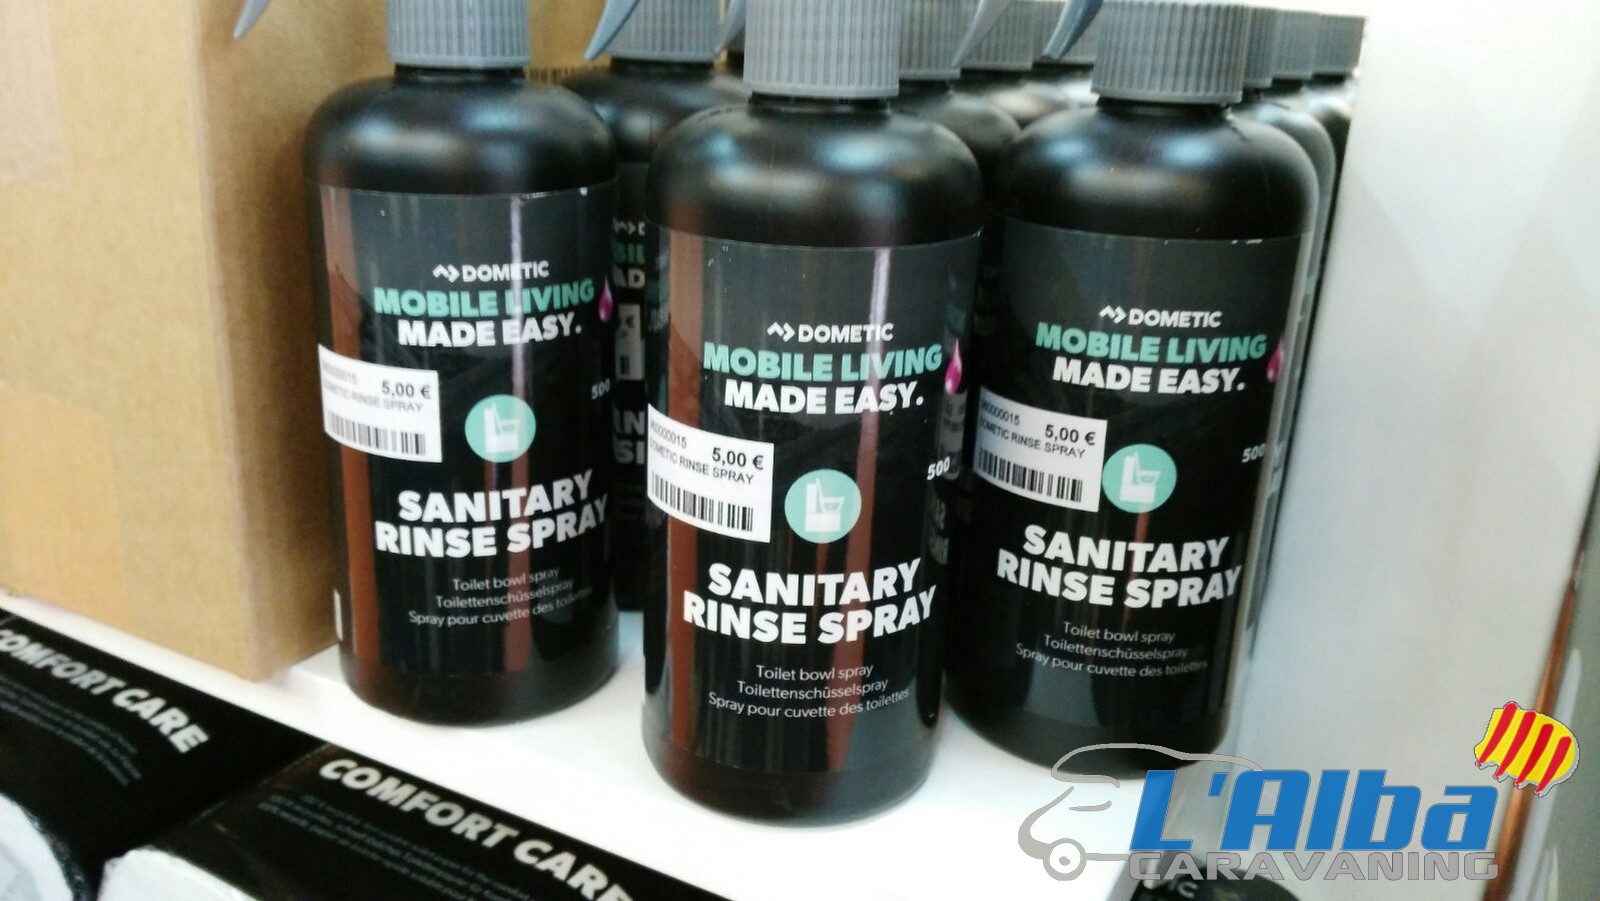 DOMETIC
MOBILE LIVING
MADE EASY.
5,00 €
RINSE SPRAY
500
SANITARY
RINSE SPRAY
Toilet bowl spray
Toilettenschüsselspray
Spray pour cuvette des toilettes
DOMETIC
MOBILE LIVING
MADE EASY.
960000015
5,00 €
DOMETIC RINSE SPRAY
500
SANITARY
RINSE SPRAY
Toilet bowl spray
Toilettenschüsselspray
Spray pour cuvette des toilettes
DOMETIC
MOBILE LIVING
MADE EASY.
960000015
5,00 €
DOMETIC RINSE SPRAY
500
SANITARY
RINSE SPRAY
Toilet bowl spray
Toilettenschüsselspray
Spray pour cuvette des toilettes
COMFORT CARE
COMFORT CARE
L'Alba
CARAVANING